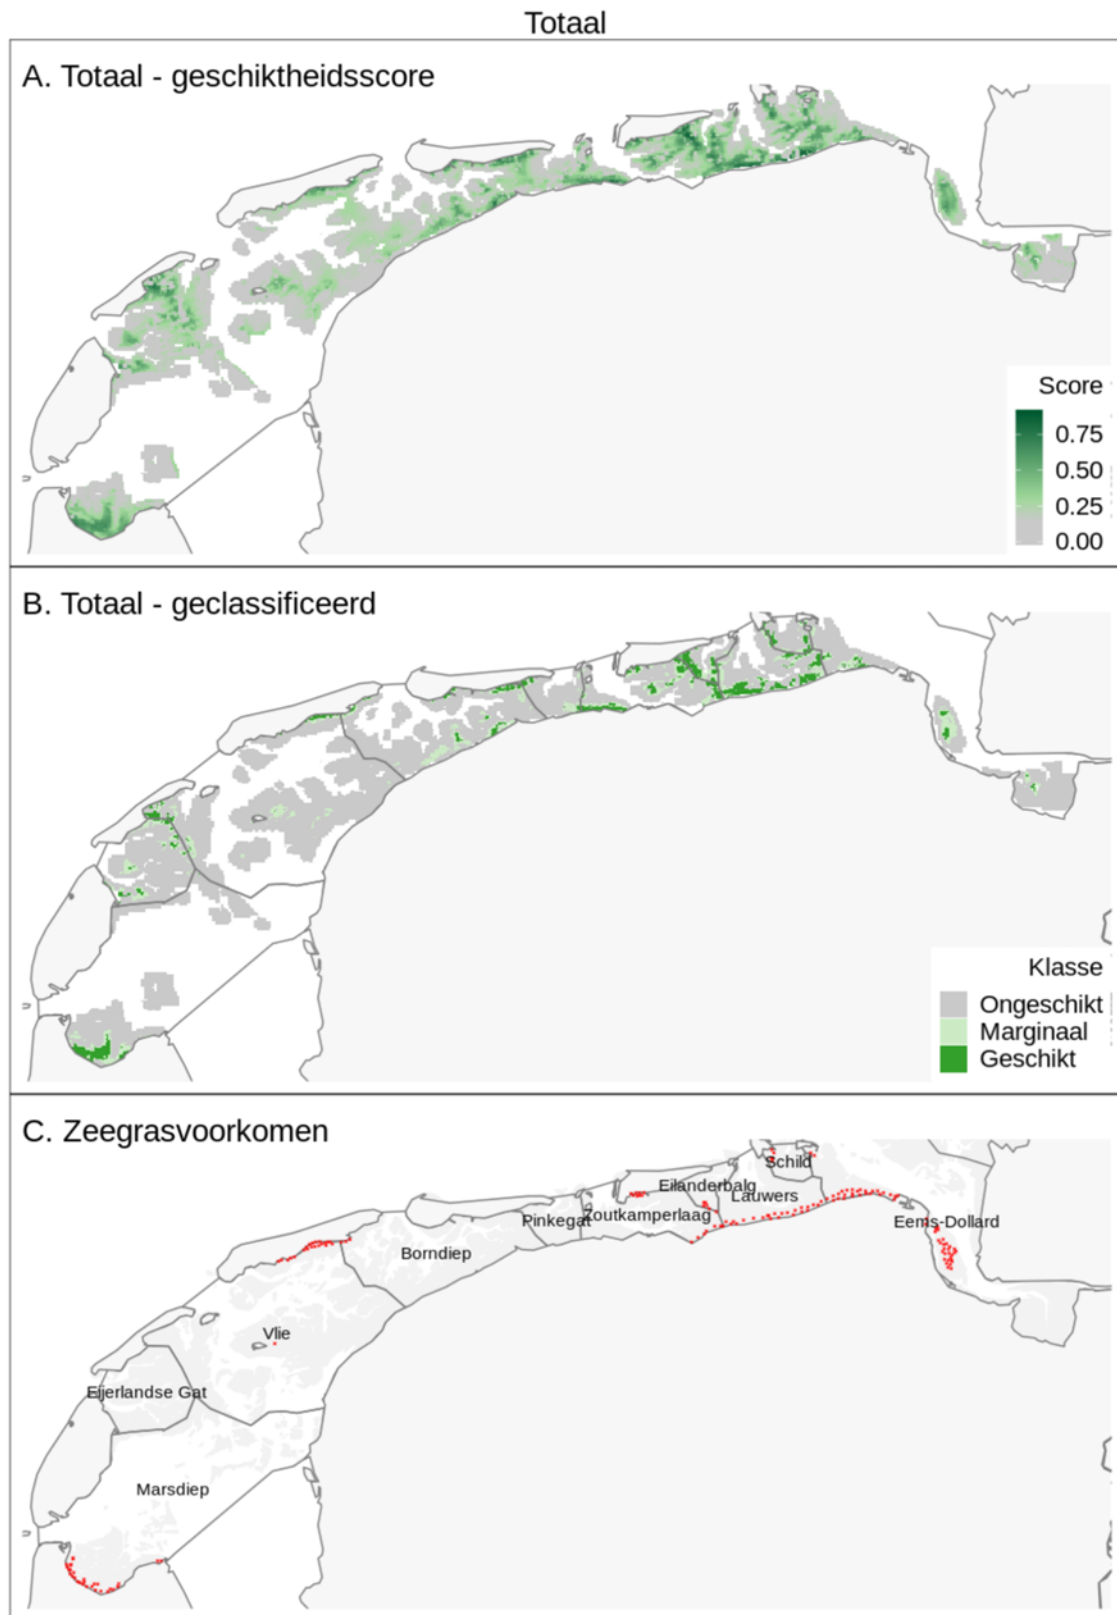 Totaal
A. Totaal - geschiktheidsscore
Score
0.75
0.50
0.25
0.00
B. Totaal - geclassificeerd
Klasse
Ongeschikt
Marginaal
Geschikt
C. Zeegrasvoorkomen
Schild
Eilanderbalg
Lauwers
Pinkegat
Zoutkamperlaag
Eems-Dollard
Borndiep
Vlie
Eijerlandse Gat
Marsdiep